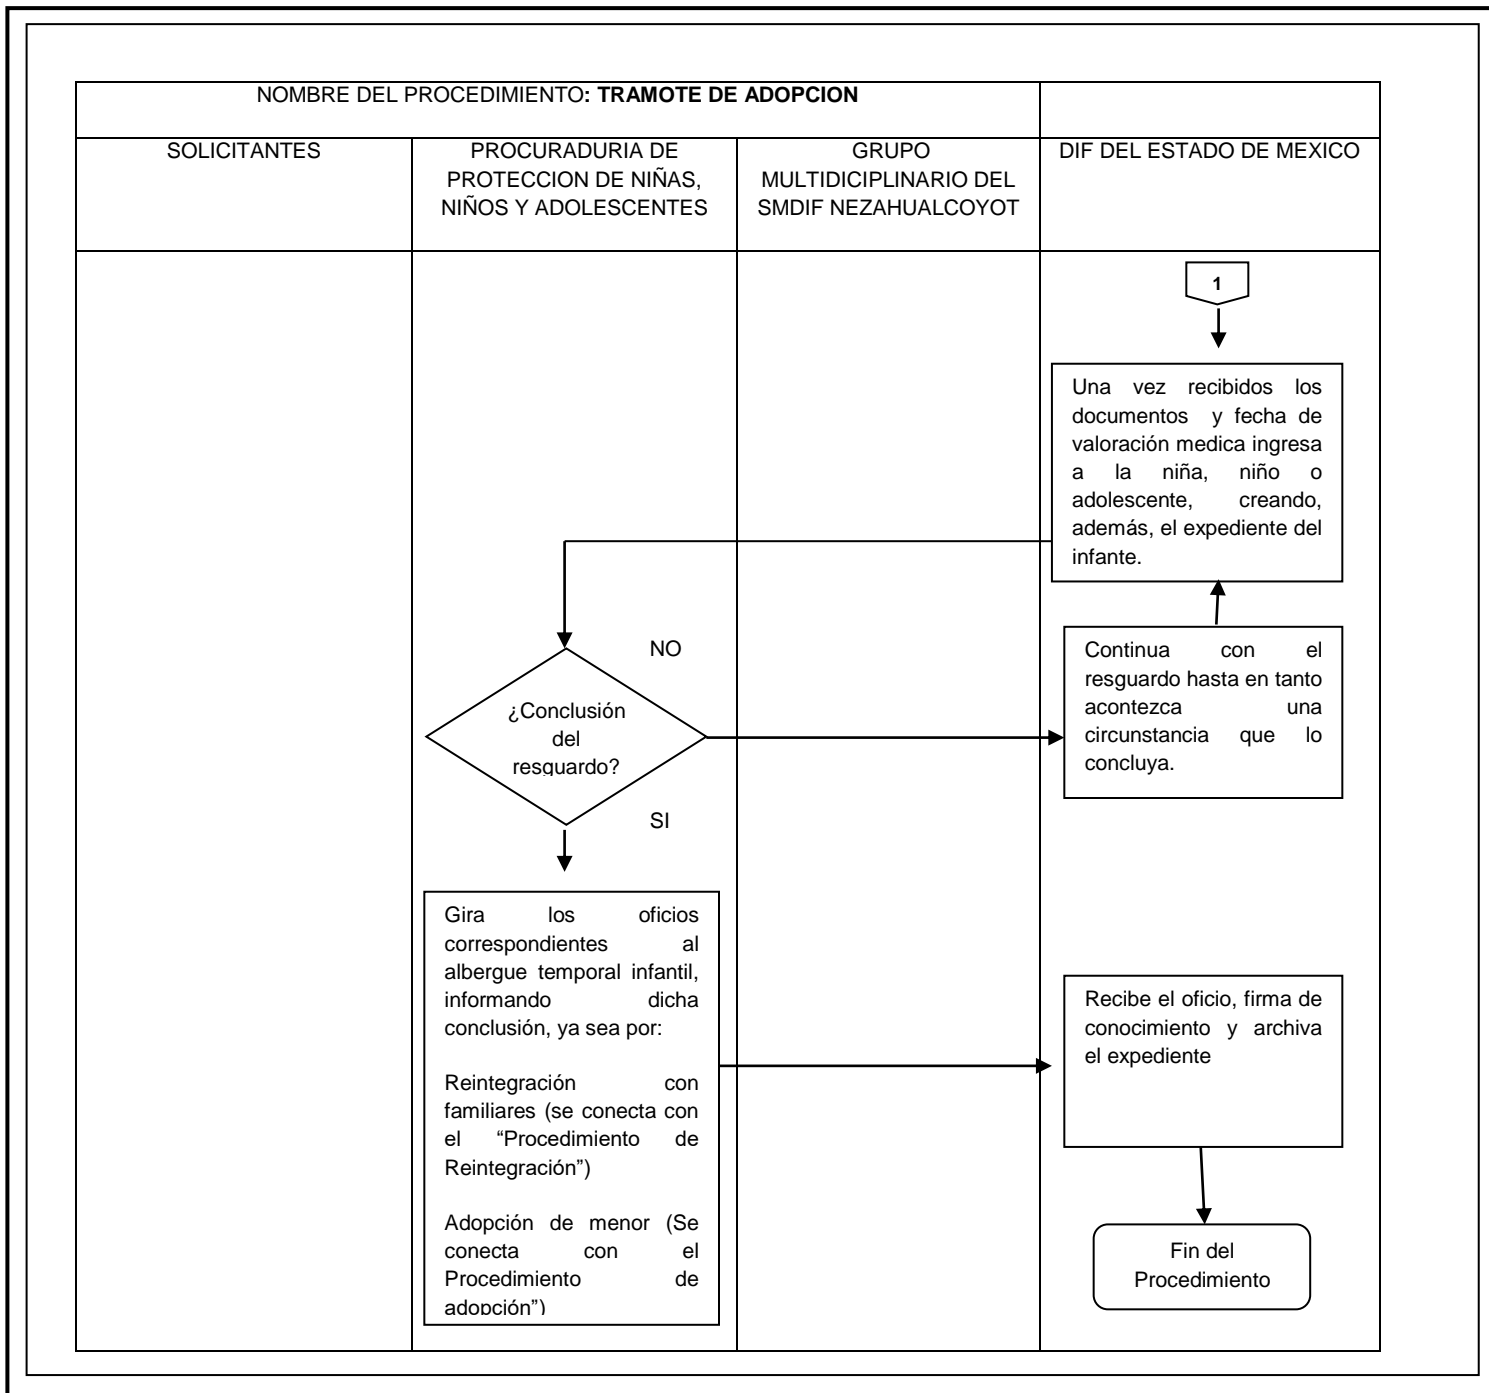 NOMBRE DEL PROCEDIMIENTO: TRAMOTE DE ADOPCION
SOLICITANTES
PROCURADURIA DE
PROTECCION DE NIÑAS,
NIÑOS Y ADOLESCENTES
GRUPO
MULTIDICIPLINARIO DEL
SMDIF NEZAHUALCOYOT
DIF DEL ESTADO DE MEXICO
1
Una vez recibidos los
documentos y fecha de
valoración medica ingresa
a la niña, niño o
adolescente, creando,
además, el expediente del
infante.
NO
¿Conclusión
del
resguardo?
Continua con el
resguardo hasta en tanto
acontezca una
circunstancia que lo
concluya.
SI
Gira los oficios
correspondientes al
albergue temporal infantil,
informando dicha
conclusión, ya sea por:
Reintegración con
familiares (se conecta con
el “Procedimiento de
Reintegración”)
Adopción de menor (Se
conecta con el
Procedimiento de
adopción”)
Recibe el oficio, firma de
conocimiento y archiva
el expediente
Fin del
Procedimiento